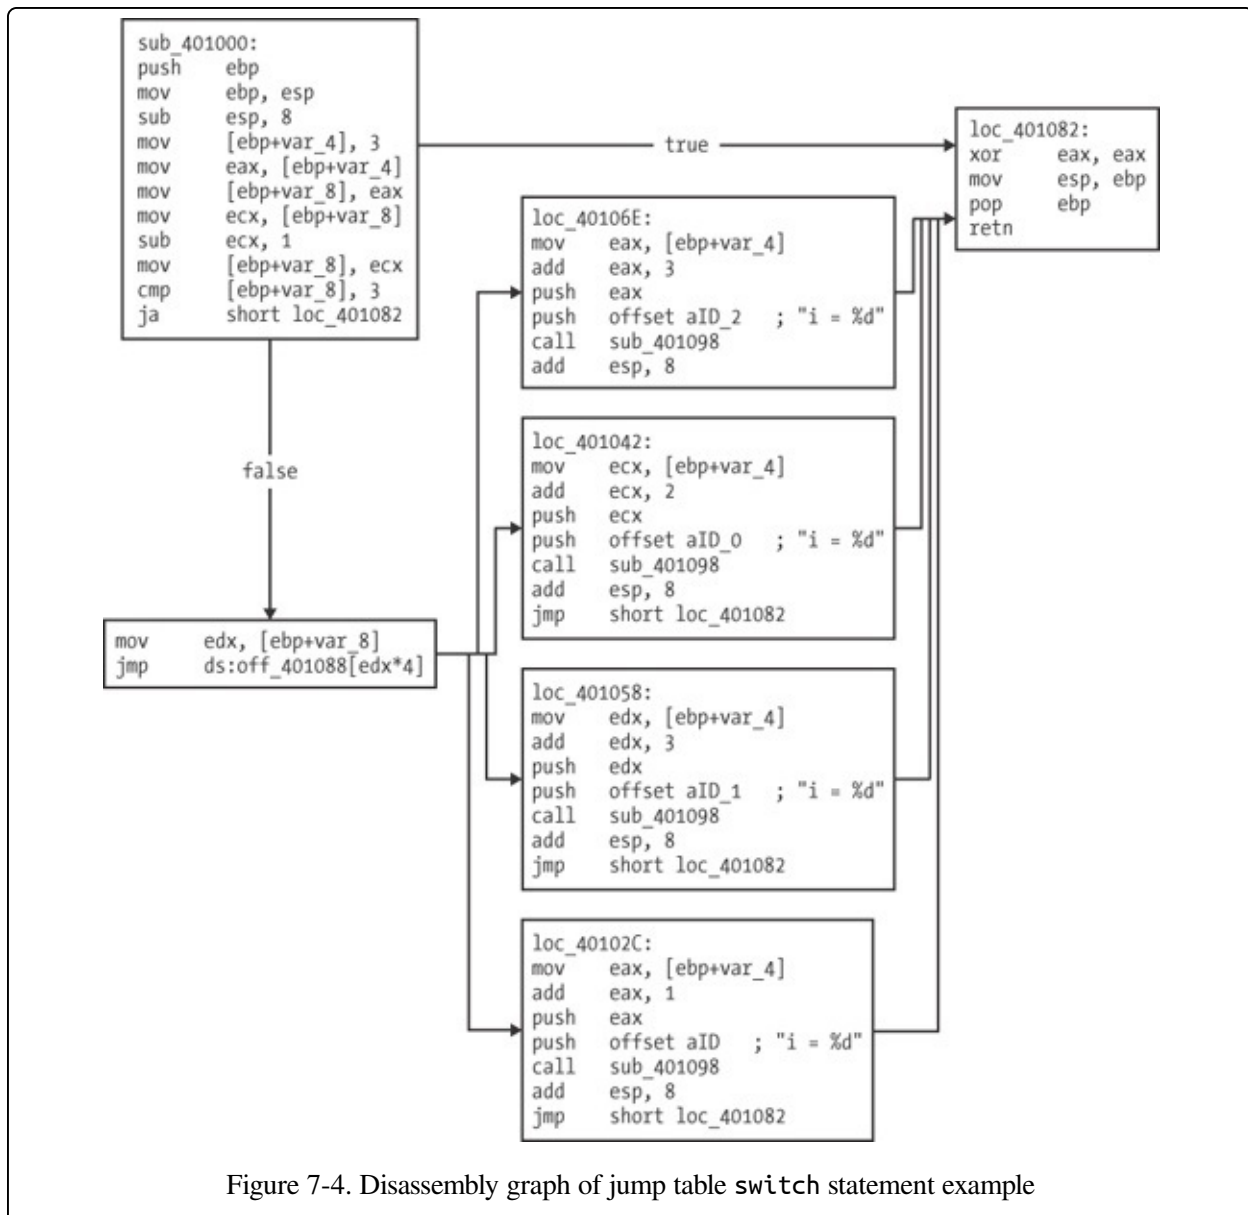 sub_401000:
push ebp
mov ebp, esp
sub esp, 8
mov [ebp+var_4], 3
mov eax, [ebp+var_4]
mov [ebp+var_8], eax
mov ecx, [ebp+var_8]
sub ecx, 1
mov [ebp+var_8], ecx
cmp [ebp+var_8], 3
ja short loc_401082
true
loc_401082:
xor eax, eax
mov esp, ebp
pop ebp
retn
false
mov edx, [ebp+var_8]
jmp ds:off_401088[edx*4]
loc_40106E:
mov eax, [ebp+var_4]
add eax, 3
push eax
push offset aID_2 ; "i = %d"
call sub_401098
add esp, 8
loc_401042:
mov ecx, [ebp+var_4]
add ecx, 2
push ecx
push offset aID_0 ; "i = %d"
call sub_401098
add esp, 8
jmp short loc_401082
loc_401058:
mov edx, [ebp+var_4]
add edx, 3
push edx
push offset aID_1 ; "i = %d"
call sub_401098
add esp, 8
jmp short loc_401082
loc_40102C:
mov eax, [ebp+var_4]
add eax, 1
push eax
push offset aID ; "i = %d"
call sub_401098
add esp, 8
jmp short loc_401082
Figure 7-4. Disassembly graph of jump table switch statement example